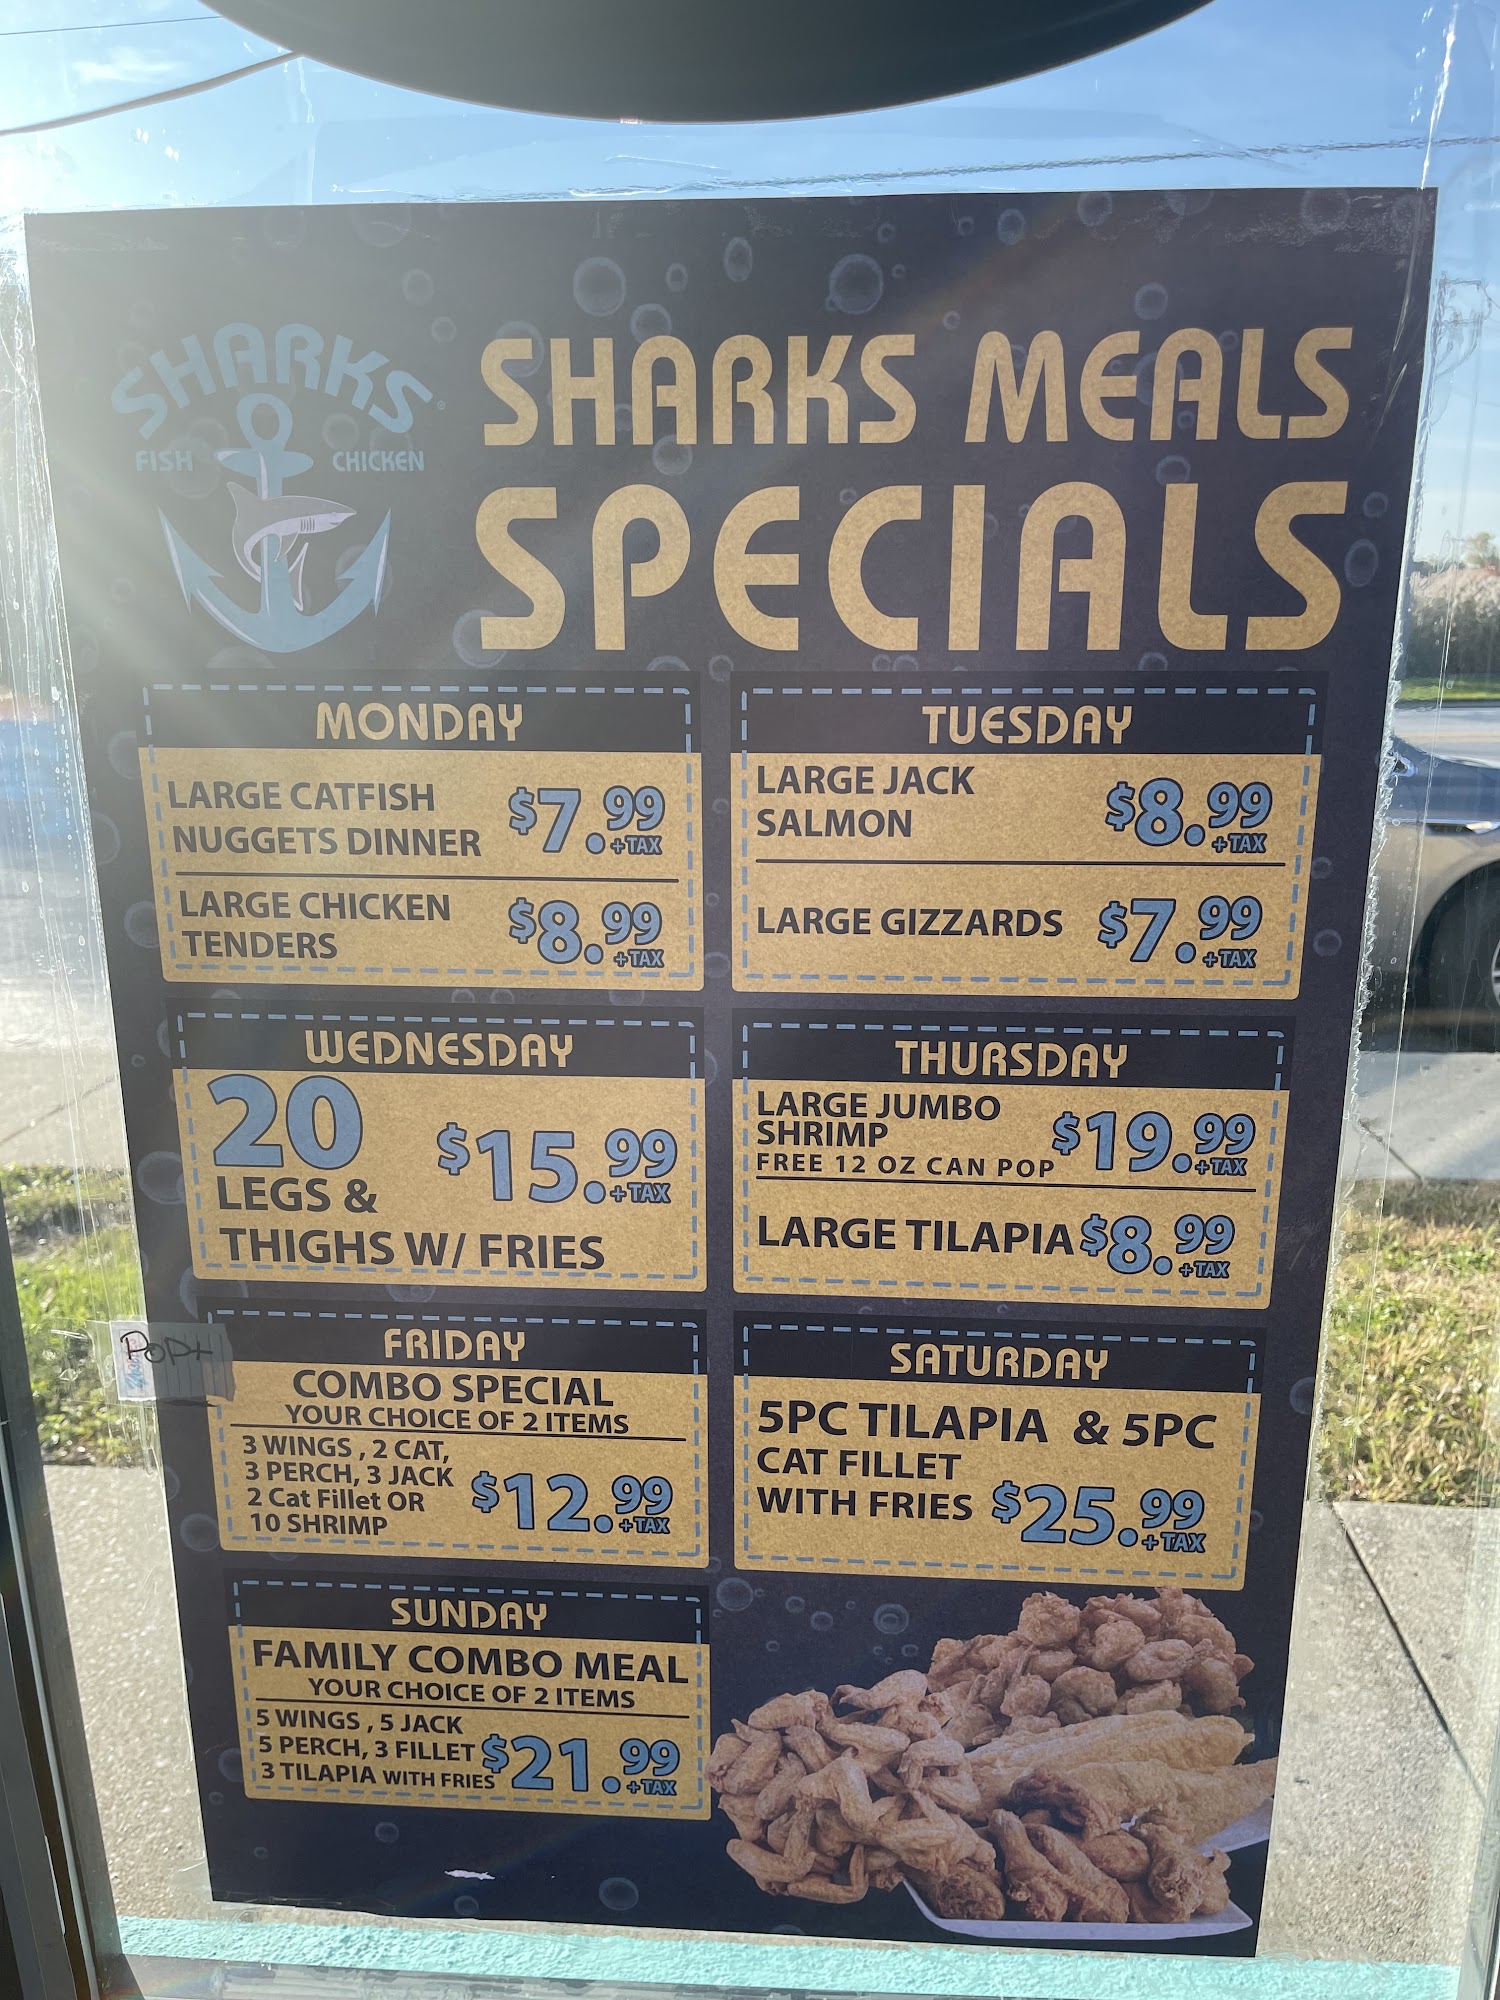 SHARKS
FISH CHICKEN
SHARKS MEALS
SPECIALS
MONDAY
LARGE CATFISH
NUGGETS DINNER $7.99 +TAX
LARGE CHICKEN
TENDERS $8.99 +TAX
TUESDAY
LARGE JACK
SALMON $8.99 +TAX
LARGE GIZZARDS $7.99 +TAX
WEDNESDAY
20
LEGS &
THIGHS W/ FRIES
$15.99 +TAX
THURSDAY
LARGE JUMBO
SHRIMP
FREE 12 OZ CAN POP
$19.99 +TAX
LARGE TILAPIA $8.99 +TAX
FRIDAY
COMBO SPECIAL
YOUR CHOICE OF 2 ITEMS
3 WINGS , 2 CAT,
3 PERCH, 3 JACK
2 Cat Fillet OR
10 SHRIMP
$12.99 +TAX
SATURDAY
5PC TILAPIA & 5PC
CAT FILLET
WITH FRIES $25.99 +TAX
SUNDAY
FAMILY COMBO MEAL
YOUR CHOICE OF 2 ITEMS
5 WINGS , 5 JACK
5 PERCH, 3 FILLET
3 TILAPIA WITH FRIES
$21.99 +TAX